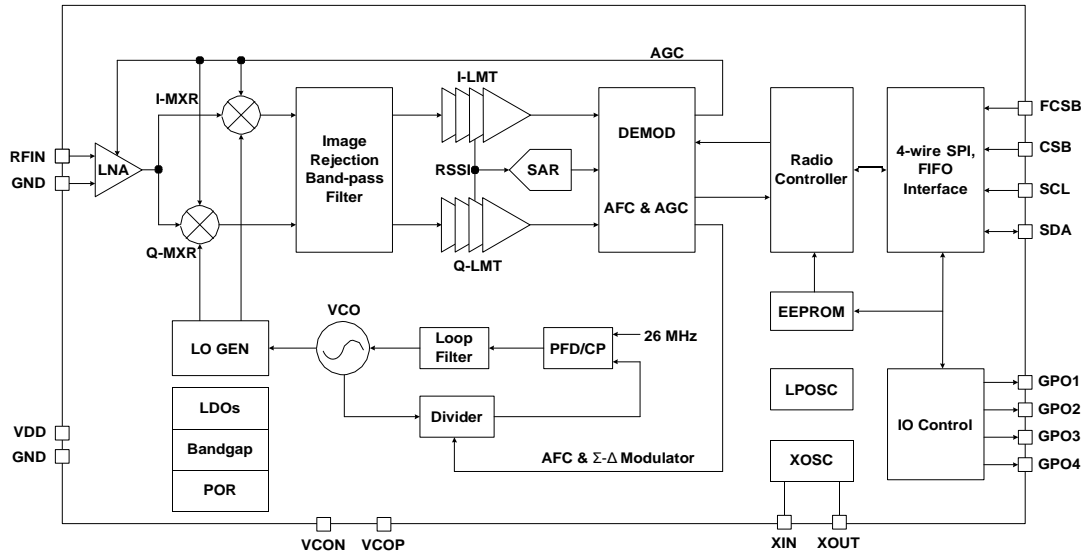 AGC
I-LMT
I-MXR
FCSB
DEMOD
Image
Rejection
Band-pass
Filter
CSB
RFIN
LNA
RSSI
SAR
Radio
Controller
4-wire SPI,
FIFO
Interface
GND
SCL
AFC & AGC
SDA
Q-MXR
Q-LMT
VCO
EEPROM
LO GEN
Loop
Filter
PFD/CP
26 MHz
LPOSC
GPO1
LDOs
Divider
GPO2
IO Control
VDD
Bandgap
GPO3
GND
AFC & Σ-Δ Modulator
XOSC
GPO4
POR
VCON
VCOP
XIN
XOUT